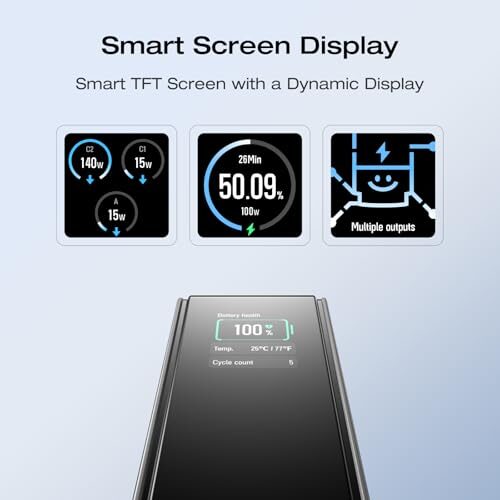 Smart Screen Display
Smart TFT Screen with a Dynamic Display
C2
140w
C1
15w
A
15w
26Min
50.09%
100w
Multiple outputs
Battery health
100%
Temp. 25°C / 77°F
Cycle count 5